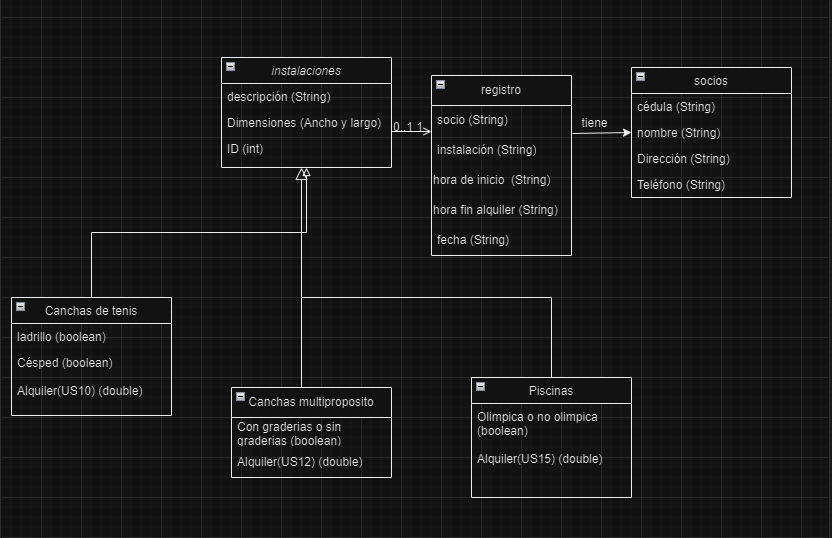 instalaciones
descripción (String)
Dimensiones (Ancho y largo)
ID (int)
0..1 1
registro
socio (String)
instalación (String)
hora de inicio (String)
hora fin alquiler (String)
fecha (String)
tiene
socios
cédula (String)
nombre (String)
Dirección (String)
Teléfono (String)
Canchas de tenis
ladrillo (boolean)
Césped (boolean)
Alquiler(US10) (double)
Canchas multiproposito
Con graderias o sin
graderias (boolean)
Alquiler(US12) (double)
Piscinas
Olimpica o no olimpica
(boolean)
Alquiler(US15) (double)